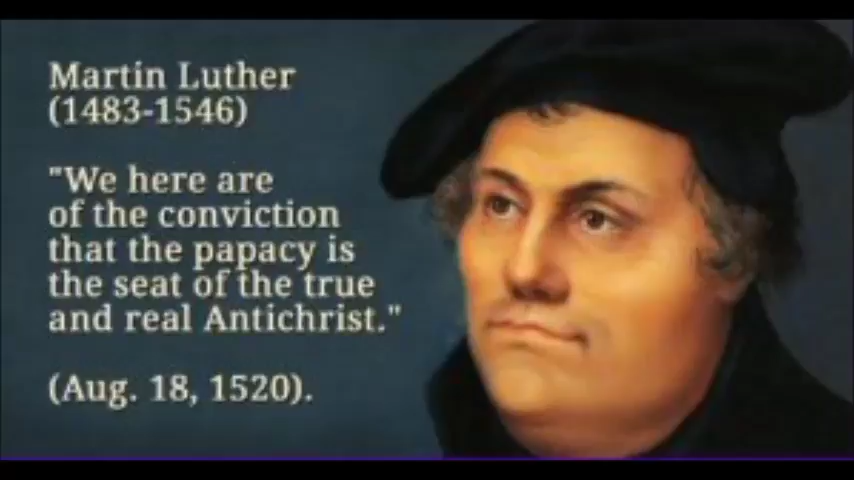 Martin Luther
(1483-1546)
"We here are
of the conviction
that the papacy is
the seat of the true
and real Antichrist."
(Aug. 18, 1520).